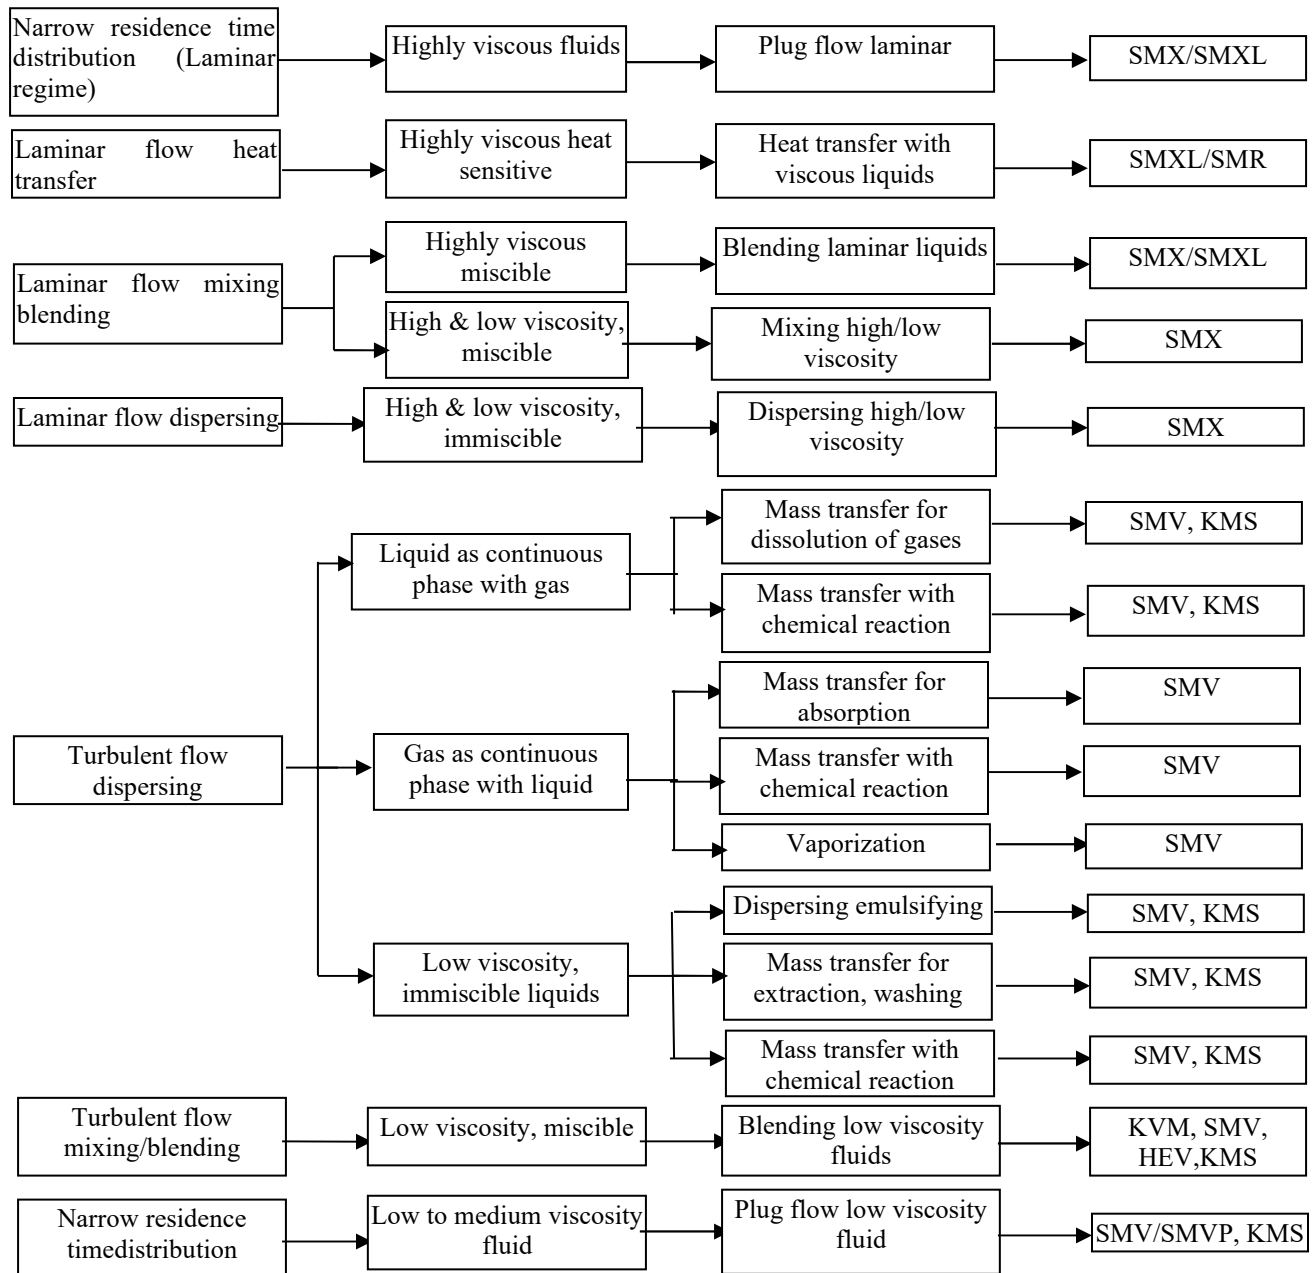 Narrow residence time
distribution (Laminar
regime)
Highly viscous fluids
Plug flow laminar
SMX/SMXL
Laminar flow heat
transfer
Highly viscous heat
sensitive
Heat transfer with
viscous liquids
SMXL/SMR
Laminar flow mixing
blending
Highly viscous
miscible
Blending laminar liquids
SMX/SMXL
High & low viscosity,
miscible
Mixing high/low
viscosity
SMX
Laminar flow dispersing
High & low viscosity,
immiscible
Dispersing high/low
viscosity
SMX
Turbulent flow
dispersing
Liquid as continuous
phase with gas
Mass transfer for
dissolution of gases
SMV, KMS
Mass transfer with
chemical reaction
SMV, KMS
Gas as continuous
phase with liquid
Mass transfer for
absorption
SMV
Mass transfer with
chemical reaction
SMV
Vaporization
SMV
Low viscosity,
immiscible liquids
Dispersing emulsifying
SMV, KMS
Mass transfer for
extraction, washing
SMV, KMS
Mass transfer with
chemical reaction
SMV, KMS
Turbulent flow
mixing/blending
Low viscosity, miscible
Blending low viscosity
fluids
KVM, SMV,
HEV,KMS
Narrow residence
timedistribution
Low to medium viscosity
fluid
Plug flow low viscosity
fluid
SMV/SMVP, KMS